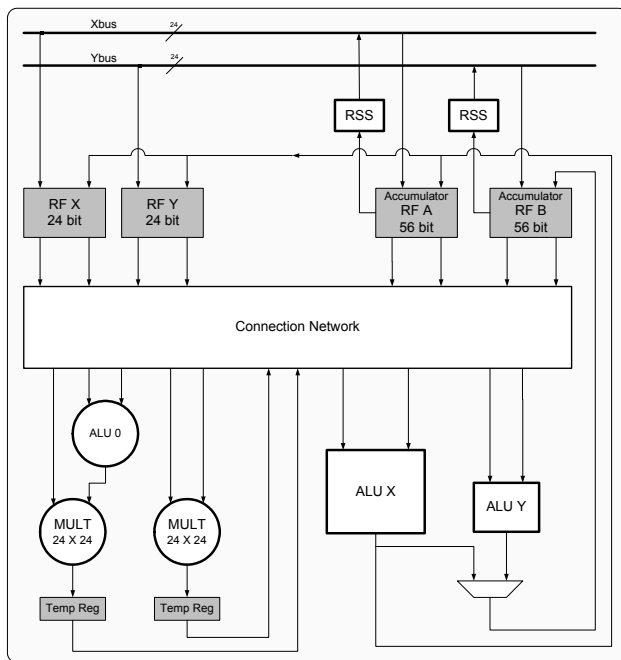 Xbus
24
Ybus
24
RSS
RSS
RF X
24 bit
RF Y
24 bit
Accumulator
RF A
56 bit
Accumulator
RF B
56 bit
Connection Network
ALU 0
ALU X
ALU Y
MULT
24 X 24
MULT
24 X 24
Temp Reg
Temp Reg